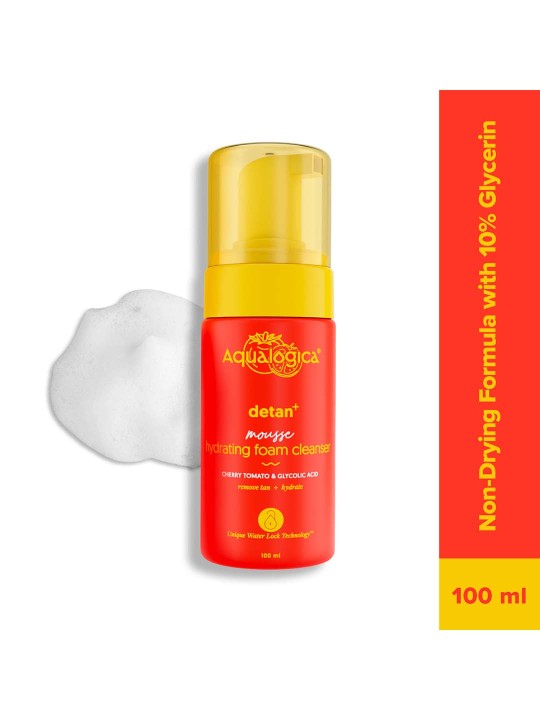 Aqualogica®
detan+
mousse
hydrating foam cleanser
CHERRY TOMATO & GLYCOLIC ACID
remove tan + hydrate
Unique Water Lock Technology™
100 ml
Non-Drying Formula with 10% Glycerin
100 ml